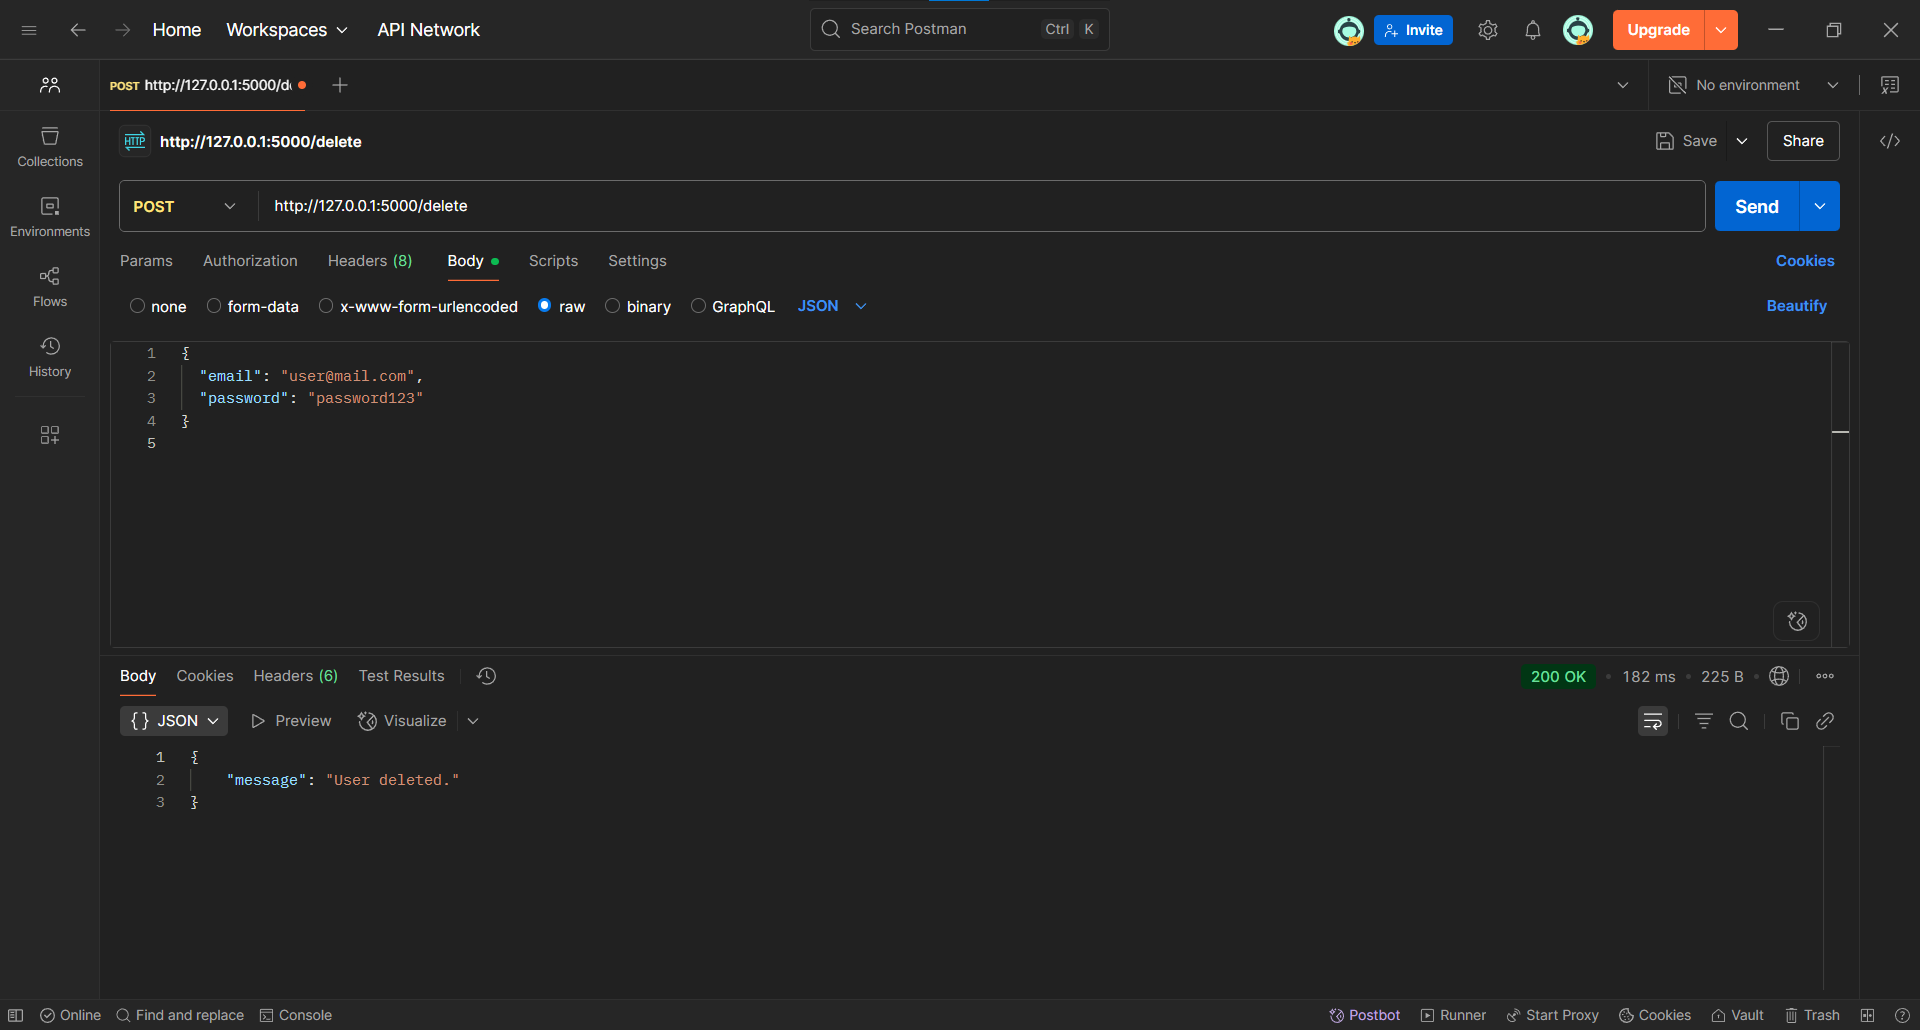 Home Workspaces API Network Search Postman Ctrl K Invite Upgrade
POST http://127.0.0.1:5000/d No environment
HTTP http://127.0.0.1:5000/delete Save Share
Collections
Environments
Flows
History
POST http://127.0.0.1:5000/delete Send
Params Authorization Headers (8) Body Scripts Settings Cookies
none form-data x-www-form-urlencoded raw binary GraphQL JSON Beautify
1 {
2 "email": "user@mail.com",
3 "password": "password123"
4 }
5
Body Cookies Headers (6) Test Results 200 OK • 182 ms • 225 B •
{} JSON Preview Visualize
1 {
2 "message": "User deleted."
3 }
Online Find and replace Console Postbot Runner Start Proxy Cookies Vault Trash